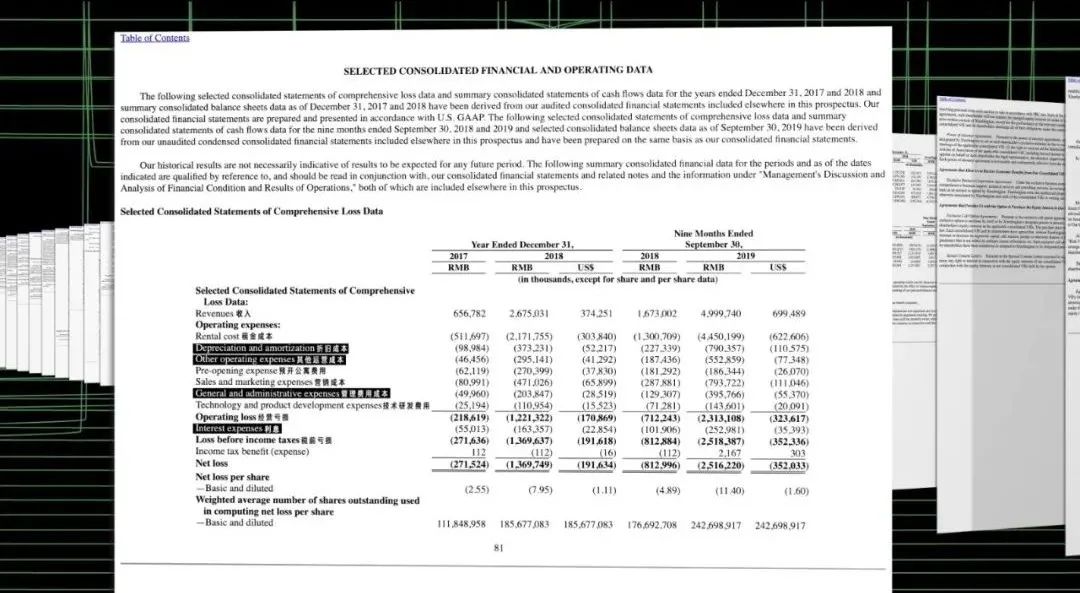 Table of Contents
SELECTED CONSOLIDATED FINANCIAL AND OPERATING DATA
The following selected consolidated statements of comprehensive loss data and summary consolidated statements of cash flows data for the years ended December 31, 2017 and 2018 and
summary consolidated balance sheets data as of December 31, 2017 and 2018 have been derived from our audited consolidated financial statements included elsewhere in this prospectus. Our
consolidated financial statements are prepared and presented in accordance with U.S. GAAP. The following selected consolidated statements of comprehensive loss data and summary
consolidated statements of cash flows data for the nine months ended September 30, 2018 and 2019 and selected consolidated balance sheets data as of September 30, 2019 have been derived
from our unaudited condensed consolidated financial statements included elsewhere in this prospectus and have been prepared on the same basis as our consolidated financial statements.
Our historical results are not necessarily indicative of results to be expected for any future period. The following summary consolidated financial data for the periods and as of the dates
indicated are qualified by reference to, and should be read in conjunction with, our consolidated financial statements and related notes and the information under "Management's Discussion and
Analysis of Financial Condition and Results of Operations," both of which are included elsewhere in this prospectus.
Selected Consolidated Statements of Comprehensive Loss Data
Nine Months Ended
Year Ended December 31, September 30,
2017 2018 2018 2019
RMB RMB US$ RMB RMB US$
(in thousands, except for share and per share data)
Selected Consolidated Statements of Comprehensive
Loss Data:
Revenues 收入 656,782 2,675,031 374,251 1,673,002 4,999,740 699,489
Operating expenses:
Rental cost 租金成本 (511,697) (2,171,755) (303,840) (1,300,709) (4,450,199) (622,606)
Depreciation and amortization 折旧成本 (98,984) (373,231) (52,217) (227,339) (790,357) (110,575)
Other operating expenses 其他运营成本 (46,456) (295,141) (41,292) (187,436) (552,859) (77,348)
Pre-opening expense 预开公寓费用 (62,119) (270,399) (37,830) (181,292) (186,344) (26,070)
Sales and marketing expenses 营销成本 (80,991) (471,026) (65,899) (287,881) (793,722) (111,046)
General and administrative expenses 管理费用成本 (49,960) (203,847) (28,519) (129,307) (395,766) (55,370)
Technology and product development expenses 技术研发费用 (25,194) (110,954) (15,523) (71,281) (143,601) (20,091)
Operating loss 经营亏损 (218,619) (1,221,322) (170,869) (712,243) (2,313,108) (323,617)
Interest expenses 利息 (55,013) (163,357) (22,854) (101,906) (252,981) (35,393)
Loss before income taxes 税前亏损 (271,636) (1,369,637) (191,618) (812,884) (2,518,387) (352,336)
Income tax benefit (expense) 112 (112) (16) (112) 2,167 303
Net loss (271,524) (1,369,749) (191,634) (812,996) (2,516,220) (352,033)
Net loss per share
—Basic and diluted (2.55) (7.95) (1.11) (4.89) (11.40) (1.60)
Weighted average number of shares outstanding used
in computing net loss per share
—Basic and diluted 111,848,958 185,677,083 185,677,083 176,692,708 242,698,917 242,698,917
81